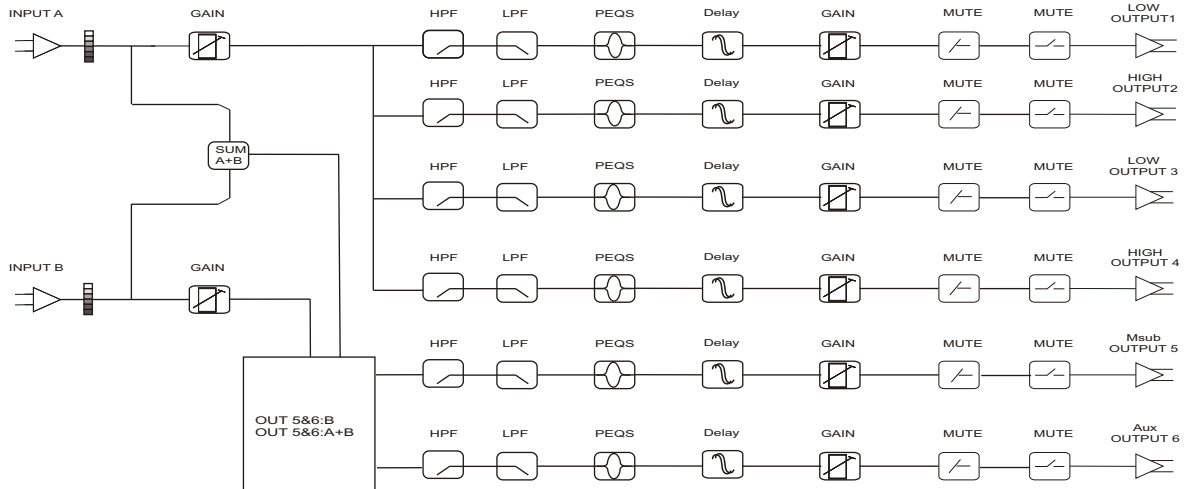 INPUT A GAIN HPF LPF PEQS Delay GAIN MUTE MUTE LOW
OUTPUT1
HPF LPF PEQS Delay GAIN MUTE MUTE HIGH
OUTPUT2
SUM
A+B
HPF LPF PEQS Delay GAIN MUTE MUTE LOW
OUTPUT 3
INPUT B GAIN HPF LPF PEQS Delay GAIN MUTE MUTE HIGH
OUTPUT 4
HPF LPF PEQS Delay GAIN MUTE MUTE Msub
OUTPUT 5
OUT 5&6:B
OUT 5&6:A+B
HPF LPF PEQS Delay GAIN MUTE MUTE Aux
OUTPUT 6